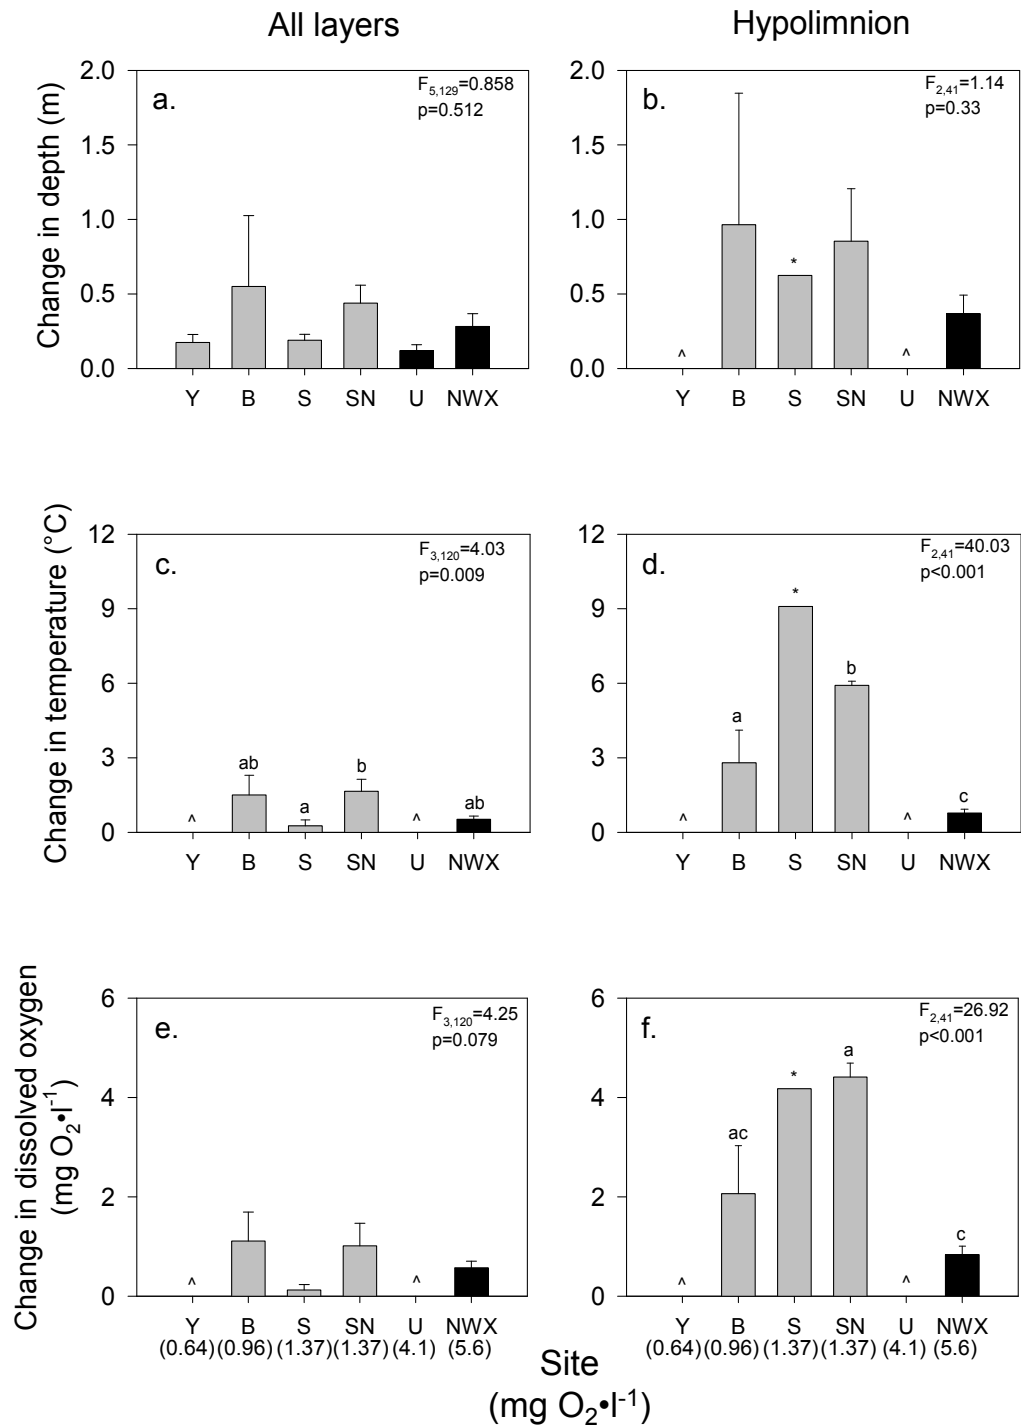 All layers
Hypolimnion
Change in depth (m)
2.0
1.5
1.0
0.5
0.0
a.
F5,129=0.858
p=0.512
Y B S SN U NWX
2.0
1.5
1.0
0.5
0.0
b.
F2,41=1.14
p=0.33
*
^ ^
Y B S SN U NWX
Change in temperature (°C)
12
9
6
3
0
c.
F3,120=4.03
p=0.009
^ ab a b ^ ab
Y B S SN U NWX
12
9
6
3
0
d.
F2,41=40.03
p<0.001
^ a * b ^ c
Y B S SN U NWX
Change in dissolved oxygen
(mg O2•l-1)
6
4
2
0
e.
F3,120=4.25
p=0.079
^ ^
Y B S SN U NWX
(0.64) (0.96) (1.37) (1.37) (4.1) (5.6)
6
4
2
0
f.
F2,41=26.92
p<0.001
^ ac * a ^ c
Y B S SN U NWX
(0.64) (0.96) (1.37) (1.37) (4.1) (5.6)
Site
(mg O2•l-1)